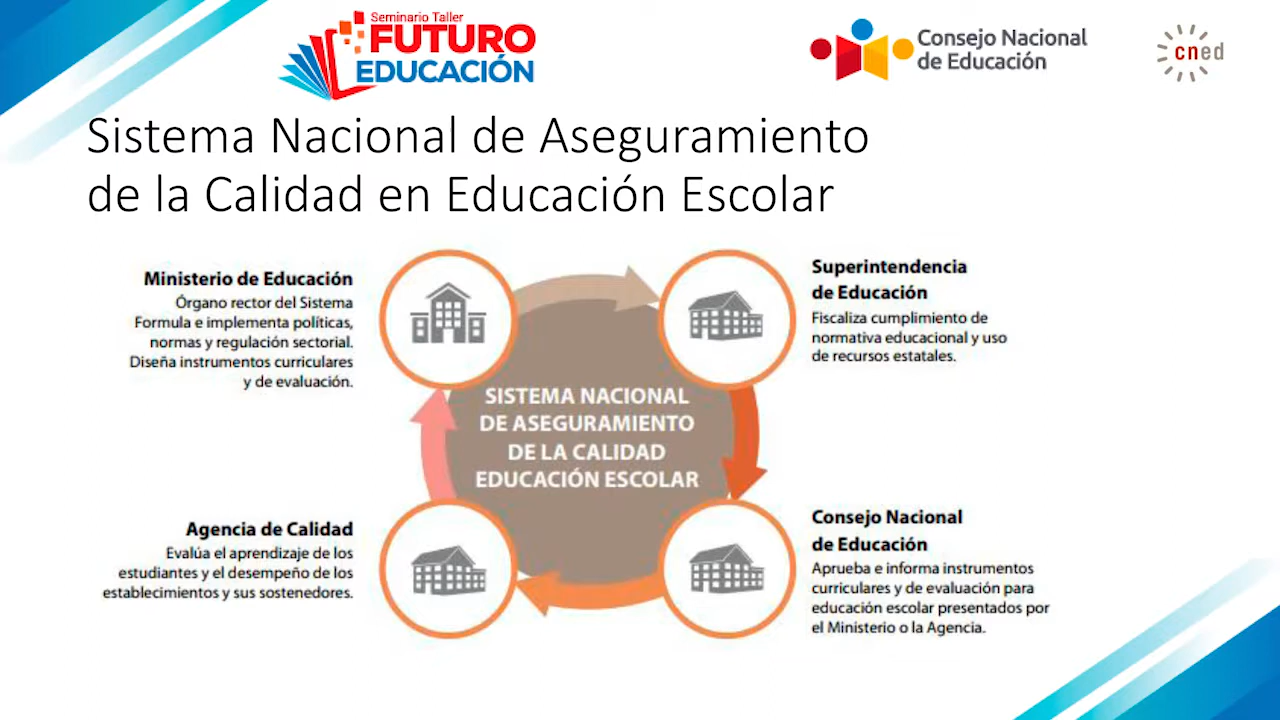 Seminario Taller
FUTURO
EDUCACIÓN
Consejo Nacional
de Educación
cned
Sistema Nacional de Aseguramiento
de la Calidad en Educación Escolar
Ministerio de Educación
Órgano rector del Sistema
Formula e implementa políticas,
normas y regulación sectorial.
Diseña instrumentos curriculares
y de evaluación.
Superintendencia
de Educación
Fiscaliza cumplimiento de
normativa educacional y uso
de recursos estatales.
SISTEMA NACIONAL
DE ASEGURAMIENTO
DE LA CALIDAD
EDUCACIÓN ESCOLAR
Agencia de Calidad
Evalúa el aprendizaje de los
estudiantes y el desempeño de los
establecimientos y sus sostenedores.
Consejo Nacional
de Educación
Aprueba e informa instrumentos
curriculares y de evaluación para
educación escolar presentados por
el Ministerio o la Agencia.